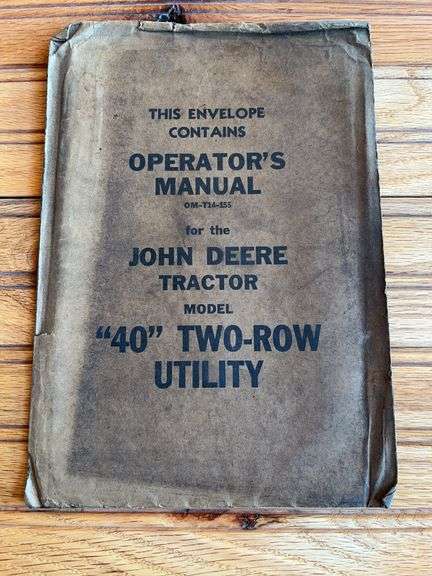 THIS ENVELOPE
CONTAINS
OPERATOR'S
MANUAL
OM-T14-155
for the
JOHN DEERE
TRACTOR
MODEL
"40" TWO-ROW
UTILITY